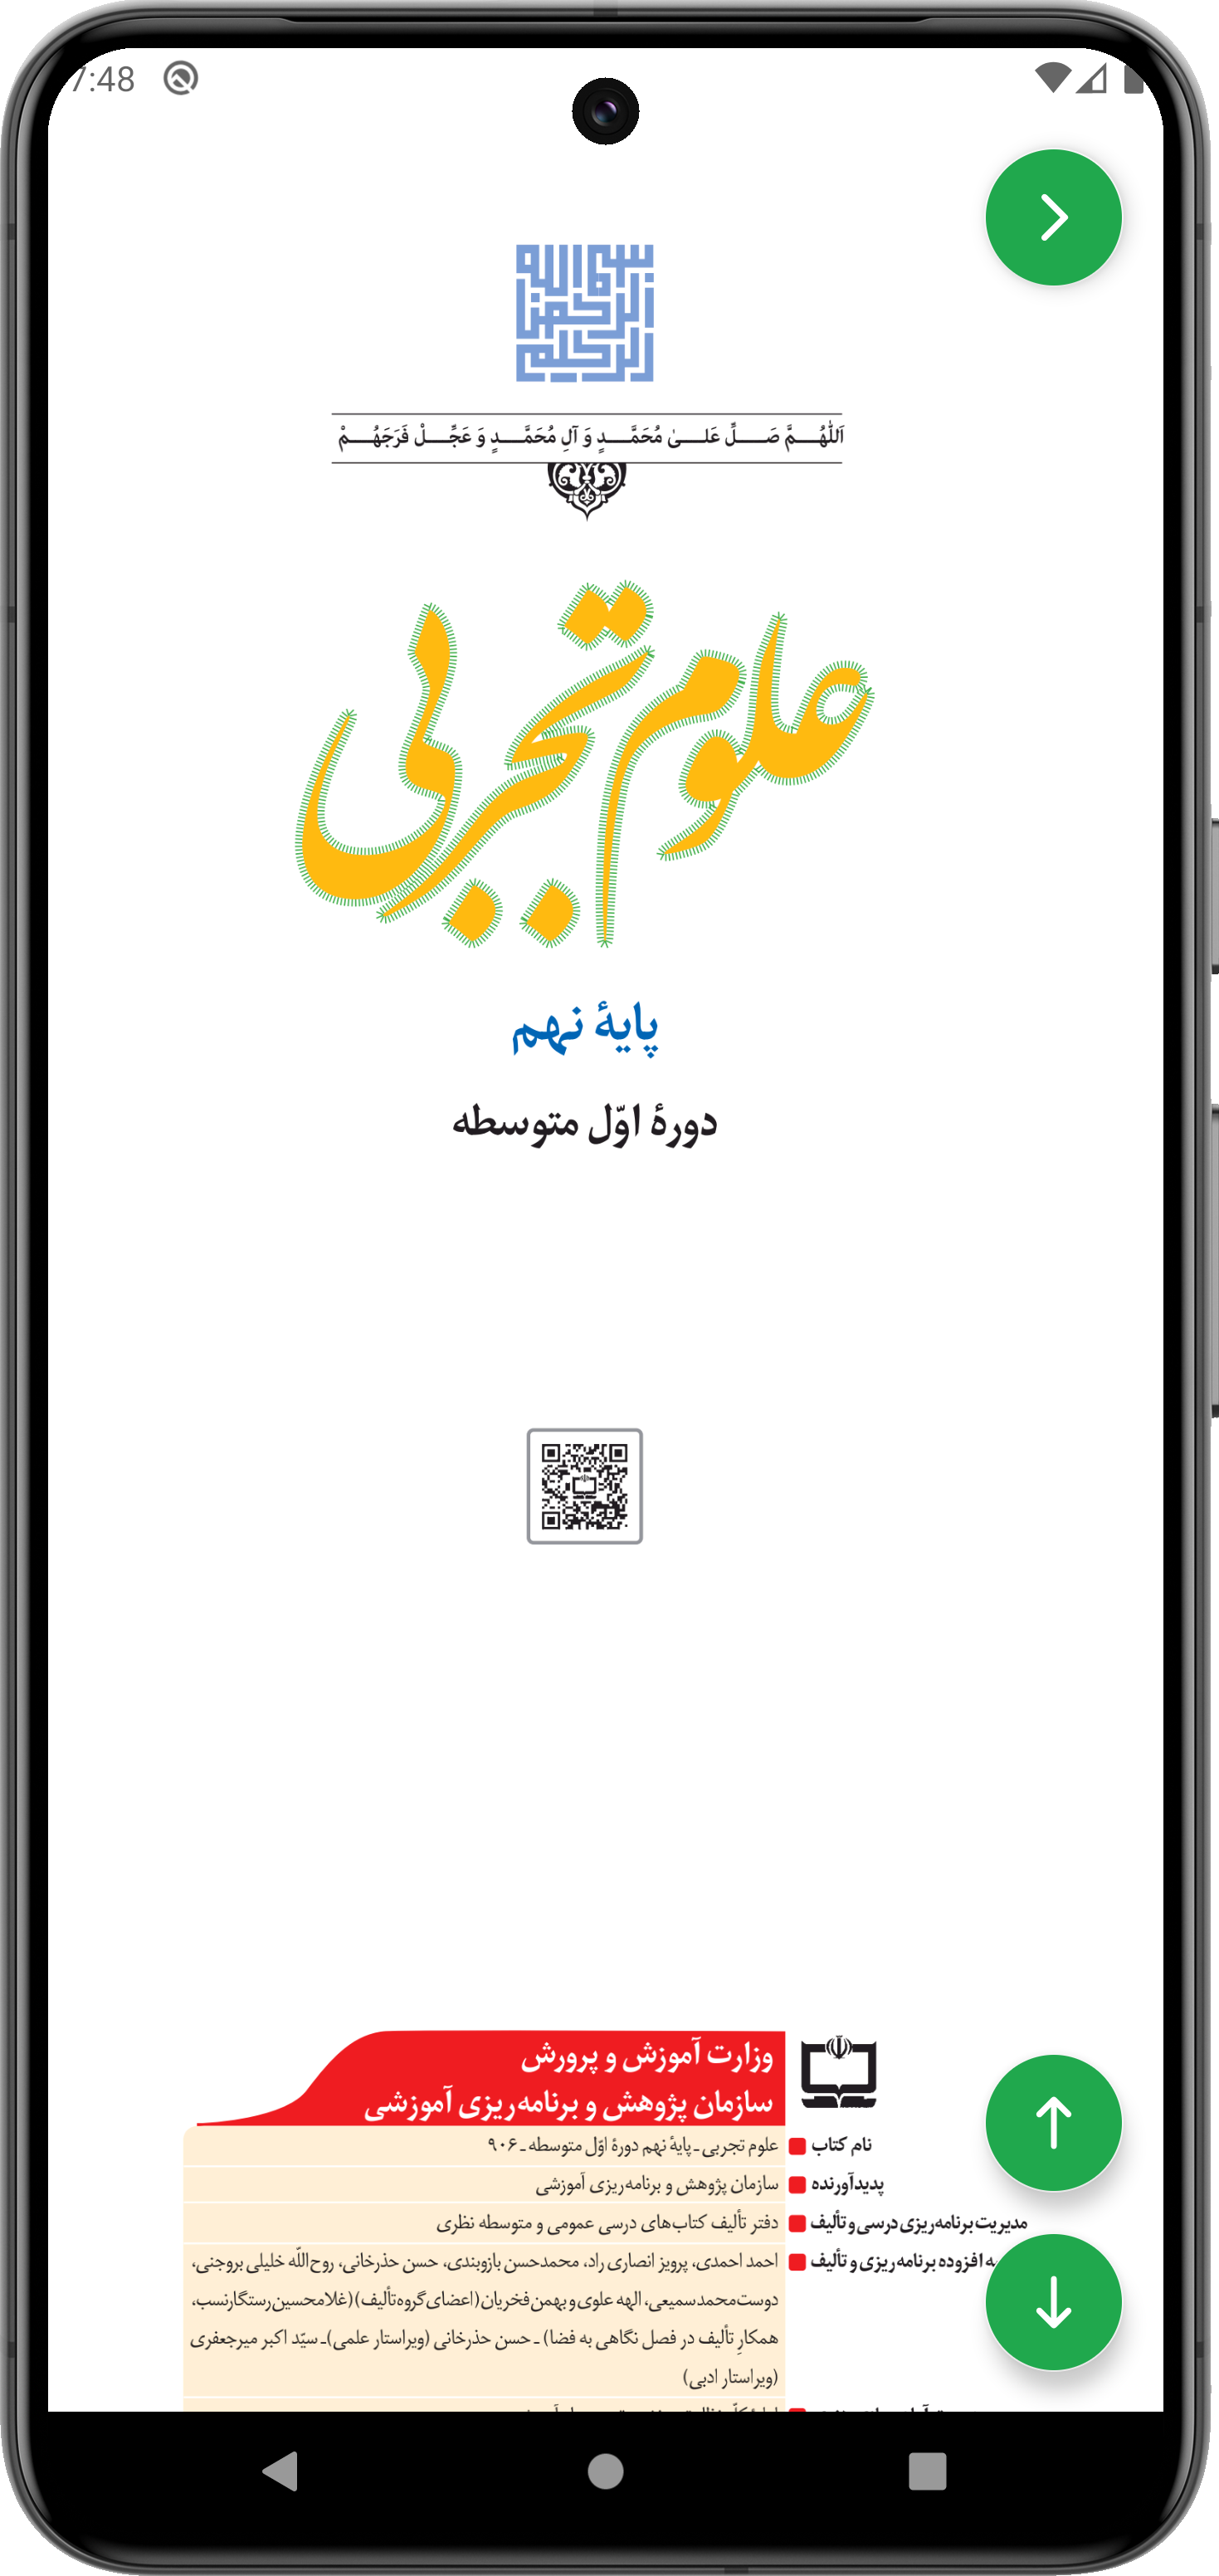 7:48
بسم الله الرحمن الرحیم
اَللّٰهُمَّ صَلِّ عَلىٰ مُحَمَّدٍ وَ آلِ مُحَمَّدٍ وَ عَجِّلْ فَرَجَهُمْ
علوم تجربی
پایهٔ نهم
دورهٔ اوّل متوسطه
وزارت آموزش و پرورش
سازمان پژوهش و برنامه‌ریزی آموزشی
نام کتاب علوم تجربی ـ پایهٔ نهم دورهٔ اوّل متوسطه ـ ۹۰۶
پدیدآورنده سازمان پژوهش و برنامه‌ریزی آموزشی
مدیریت برنامه‌ریزی درسی و تألیف دفتر تألیف کتاب‌های درسی عمومی و متوسطه نظری
افزوده برنامه‌ریزی و تألیف احمد احمدی، پرویز انصاری راد، محمدحسن بازوبندی، حسن حذرخانی، روح‌اللّه خلیلی بروجنی،
دوست‌محمد سمیعی، الهه علوی و بهمن فخریان (اعضای گروه تألیف) (غلامحسین رستگارنسب،
همکارِ تألیف در فصل نگاهی به فضا) ـ حسن حذرخانی (ویراستار علمی) ـ سیّد اکبر میرجعفری
(ویراستار ادبی)